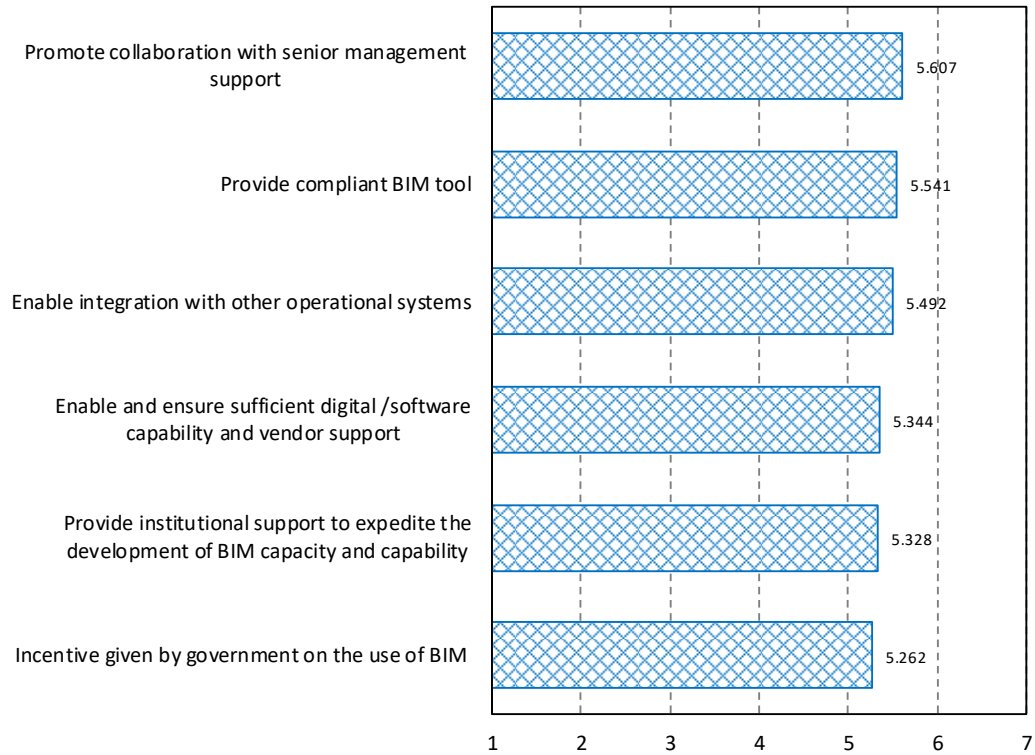 Promote collaboration with senior management
support
5.607
Provide compliant BIM tool
5.541
Enable integration with other operational systems
5.492
Enable and ensure sufficient digital /software
capability and vendor support
5.344
Provide institutional support to expedite the
development of BIM capacity and capability
5.328
Incentive given by government on the use of BIM
5.262
1 2 3 4 5 6 7